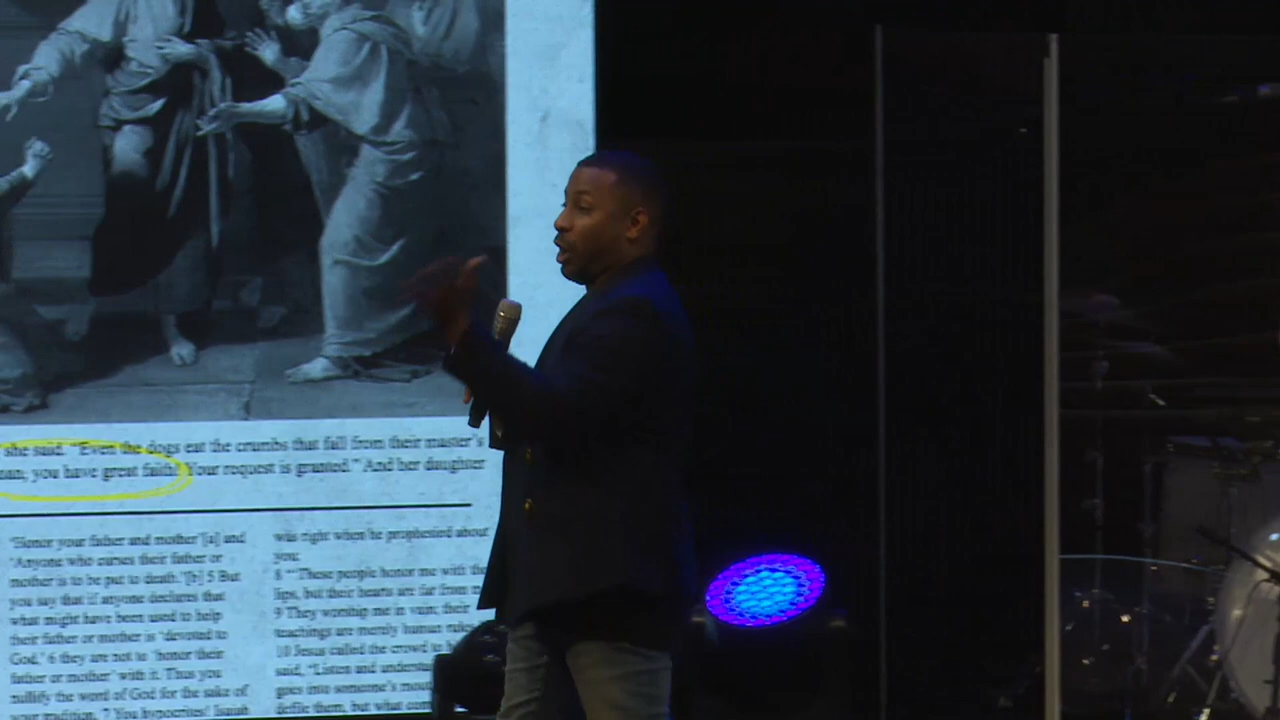 she said. "Even the dogs eat the crumbs that fall from their master's
you have great faith! Your request is granted." And her daughter
"Honor your father and mother'[a] and
'Anyone who curses their father or
mother is to be put to death.'[b] 5 But
you say that if anyone declares that
what might have been used to help
their father or mother is 'devoted to
God,' 6 they are not to 'honor their
father or mother' with it. Thus you
nullify the word of God for the sake of
your tradition. 7 You hypocrites! Isaiah
was right when he prophesied about
you:
8 "'These people honor me with their
lips, but their hearts are far from
9 They worship me in vain; their
teachings are merely human rules
10 Jesus called the crowd to
said, "Listen and understand
goes into someone's mouth
defile them, but what comes